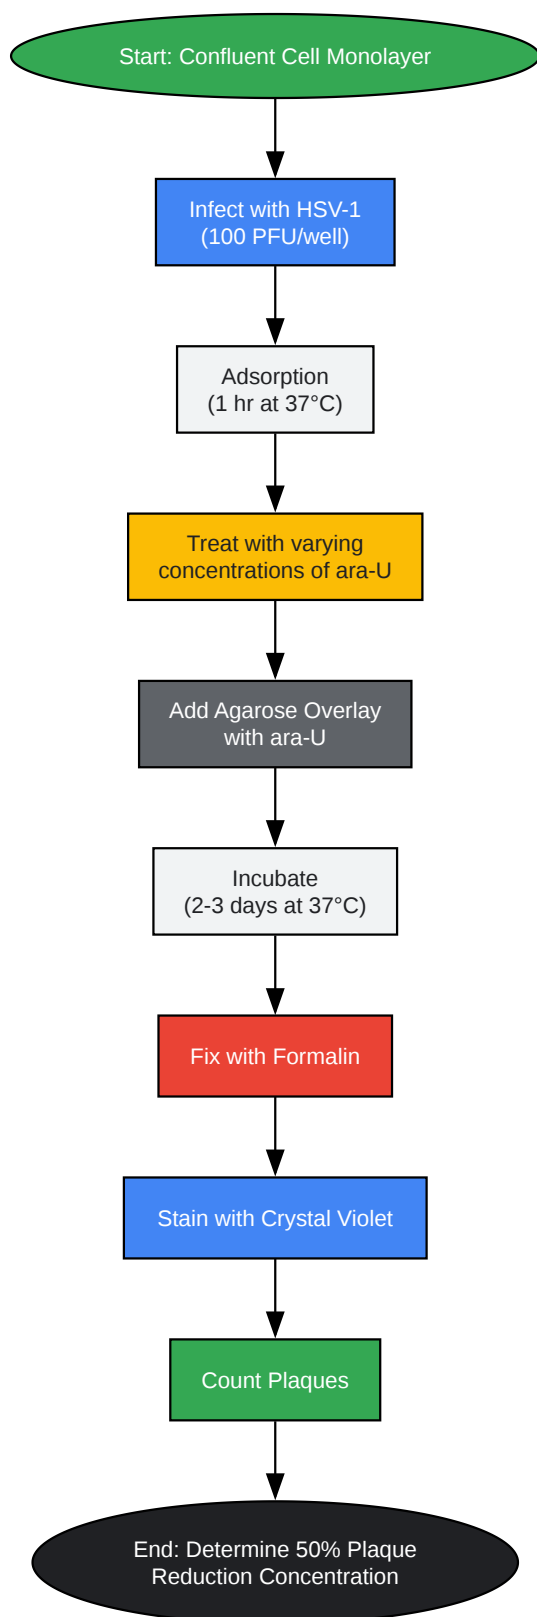 Start: Confluent Cell Monolayer
Infect with HSV-1
(100 PFU/well)
Adsorption
(1 hr at 37°C)
Treat with varying
concentrations of ara-U
Add Agarose Overlay
with ara-U
Incubate
(2-3 days at 37°C)
Fix with Formalin
Stain with Crystal Violet
Count Plaques
End: Determine 50% Plaque
Reduction Concentration